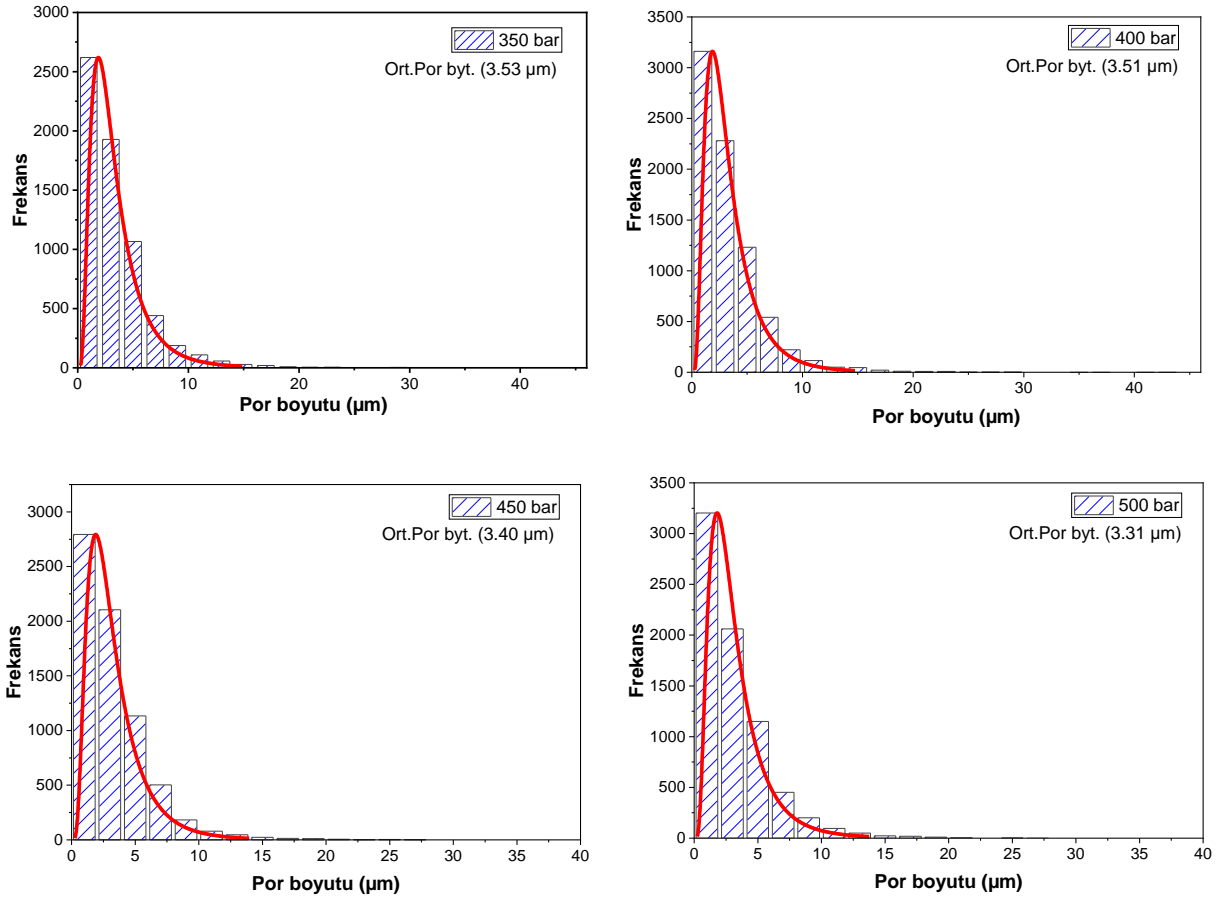 3000
2500
2000
1500
1000
500
0
Frekans
350 bar
Ort.Por byt. (3.53 µm)
0 10 20 30 40
Por boyutu (µm)
3500
3000
2500
2000
1500
1000
500
0
Frekans
400 bar
Ort.Por byt. (3.51 µm)
0 10 20 30 40
Por boyutu (µm)
3000
2500
2000
1500
1000
500
0
Frekans
450 bar
Ort.Por byt. (3.40 µm)
0 5 10 15 20 25 30 35 40
Por boyutu (µm)
3500
3000
2500
2000
1500
1000
500
0
Frekans
500 bar
Ort.Por byt. (3.31 µm)
0 5 10 15 20 25 30 35 40
Por boyutu (µm)